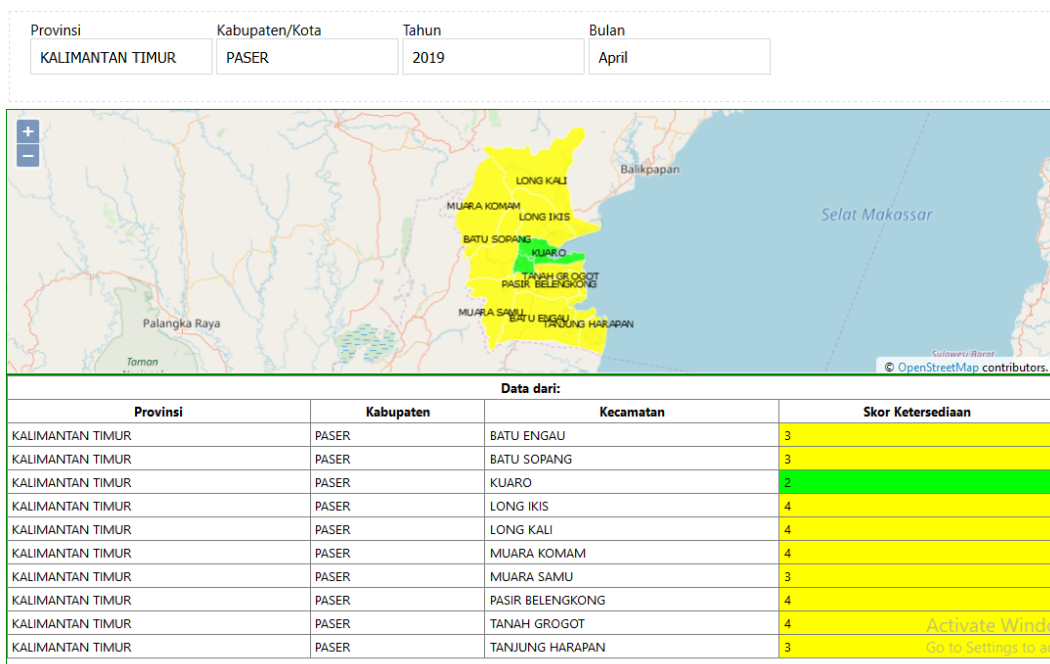 Provinsi Kabupaten/Kota Tahun Bulan
KALIMANTAN TIMUR PASER 2019 April
+
−
Balikpapan
LONG KALI
MUARA KOMAM
LONG IKIS
Selat Makassar
BATU SOPANG
KUARO
TANAH GROGOT
PASIR BELENGKONG
MUARA SAMU
BATU ENGAU
TANJUNG HARAPAN
Palangka Raya
Taman
Sulawesi Barat
© OpenStreetMap contributors.
Data dari:
Provinsi Kabupaten Kecamatan Skor Ketersediaan
KALIMANTAN TIMUR PASER BATU ENGAU 3
KALIMANTAN TIMUR PASER BATU SOPANG 3
KALIMANTAN TIMUR PASER KUARO 2
KALIMANTAN TIMUR PASER LONG IKIS 4
KALIMANTAN TIMUR PASER LONG KALI 4
KALIMANTAN TIMUR PASER MUARA KOMAM 4
KALIMANTAN TIMUR PASER MUARA SAMU 3
KALIMANTAN TIMUR PASER PASIR BELENGKONG 4
KALIMANTAN TIMUR PASER TANAH GROGOT 4
KALIMANTAN TIMUR PASER TANJUNG HARAPAN 3
Activate Windo
Go to Settings to a